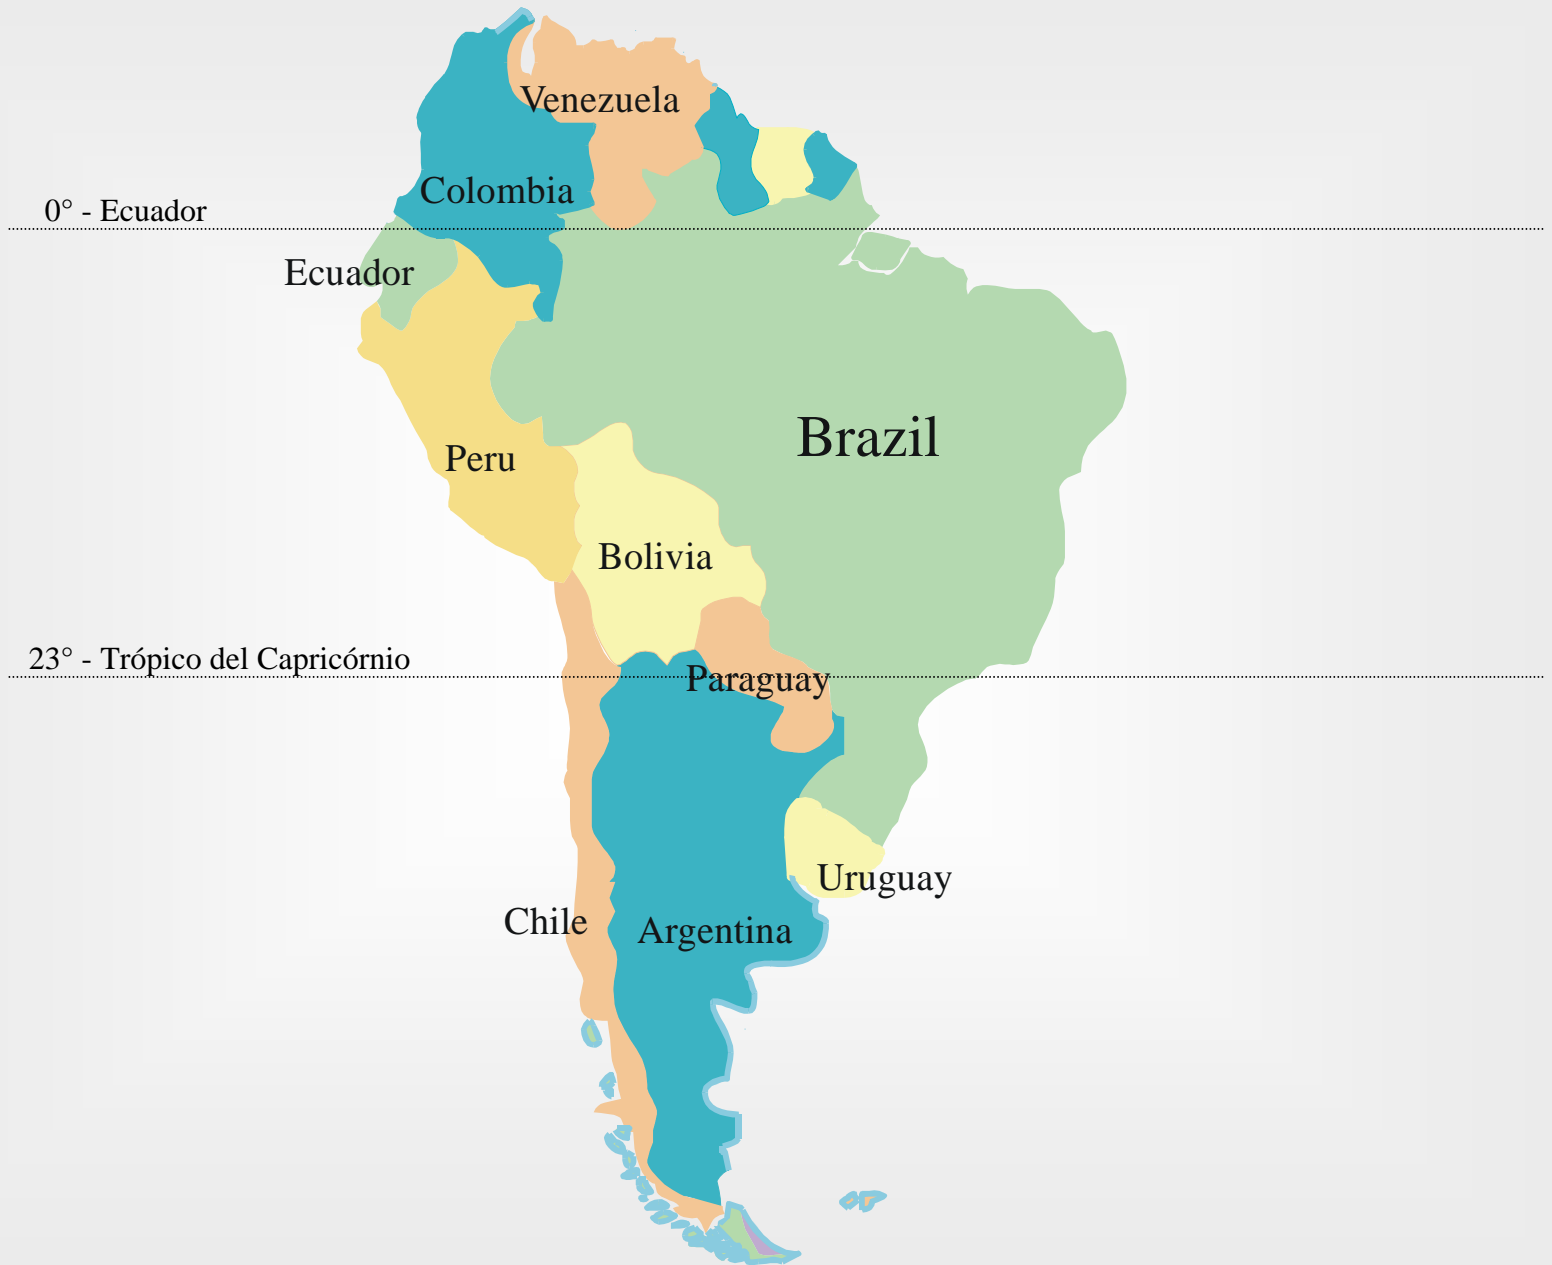 Venezuela
Colombia
0° - Ecuador
Ecuador
Brazil
Peru
Bolivia
23° - Trópico del Capricórnio
Paraguay
Uruguay
Chile
Argentina